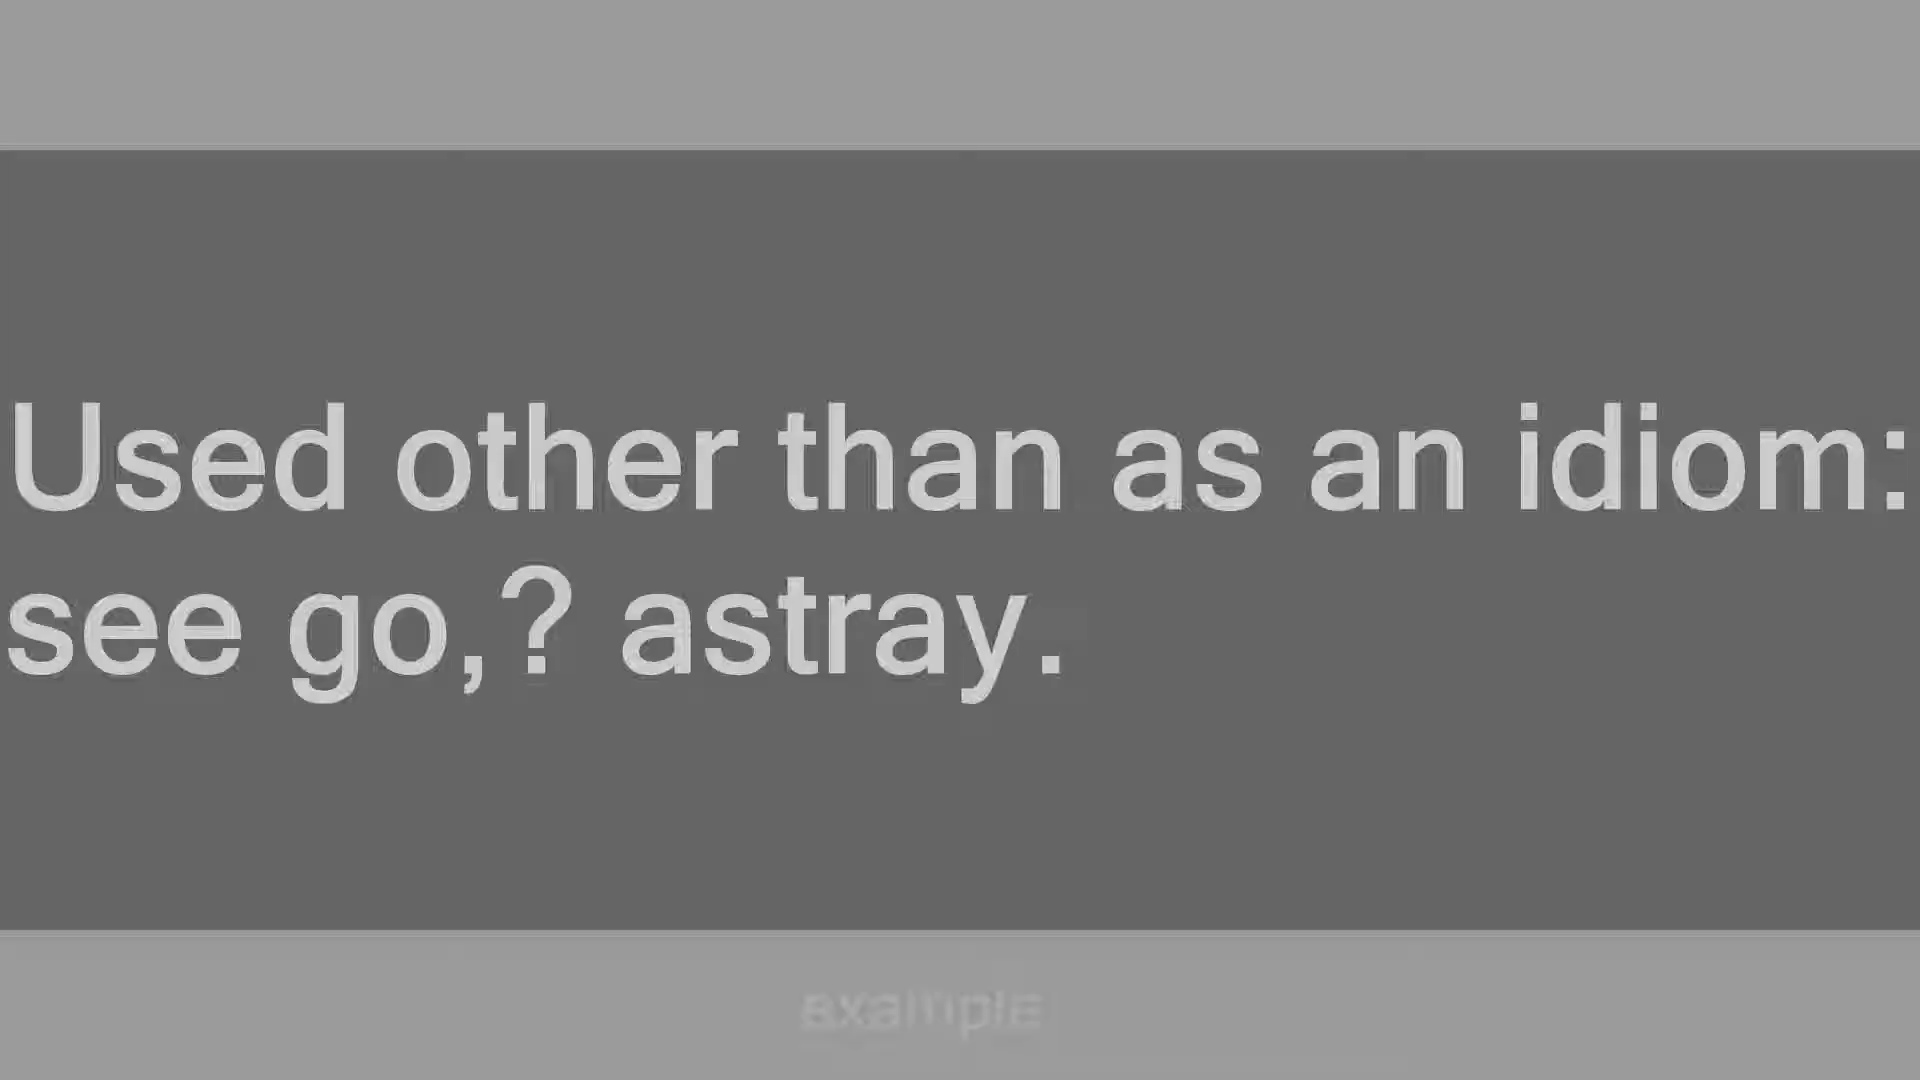 Used other than as an idiom:
see go,? astray.
example